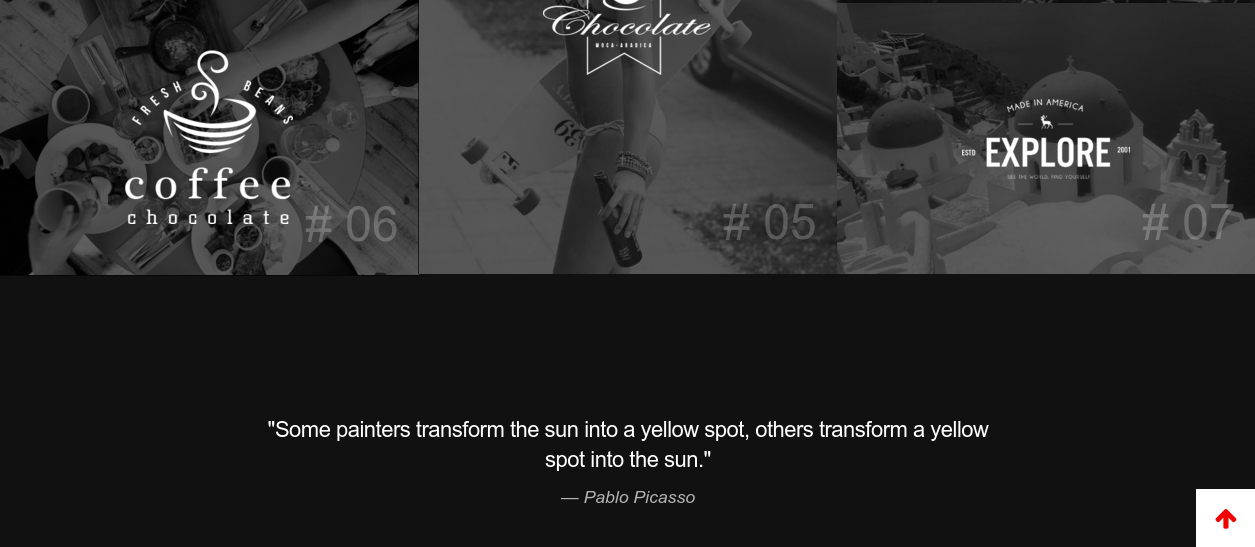 FRESH BEANS
coffee
chocolate
# 06
Chocolate
MOCA-ARABICA
69
# 05
MADE IN AMERICA
ESTD EXPLORE 2001
SEE THE WORLD, FIND YOURSELF
# 07
"Some painters transform the sun into a yellow spot, others transform a yellow
spot into the sun."
— Pablo Picasso